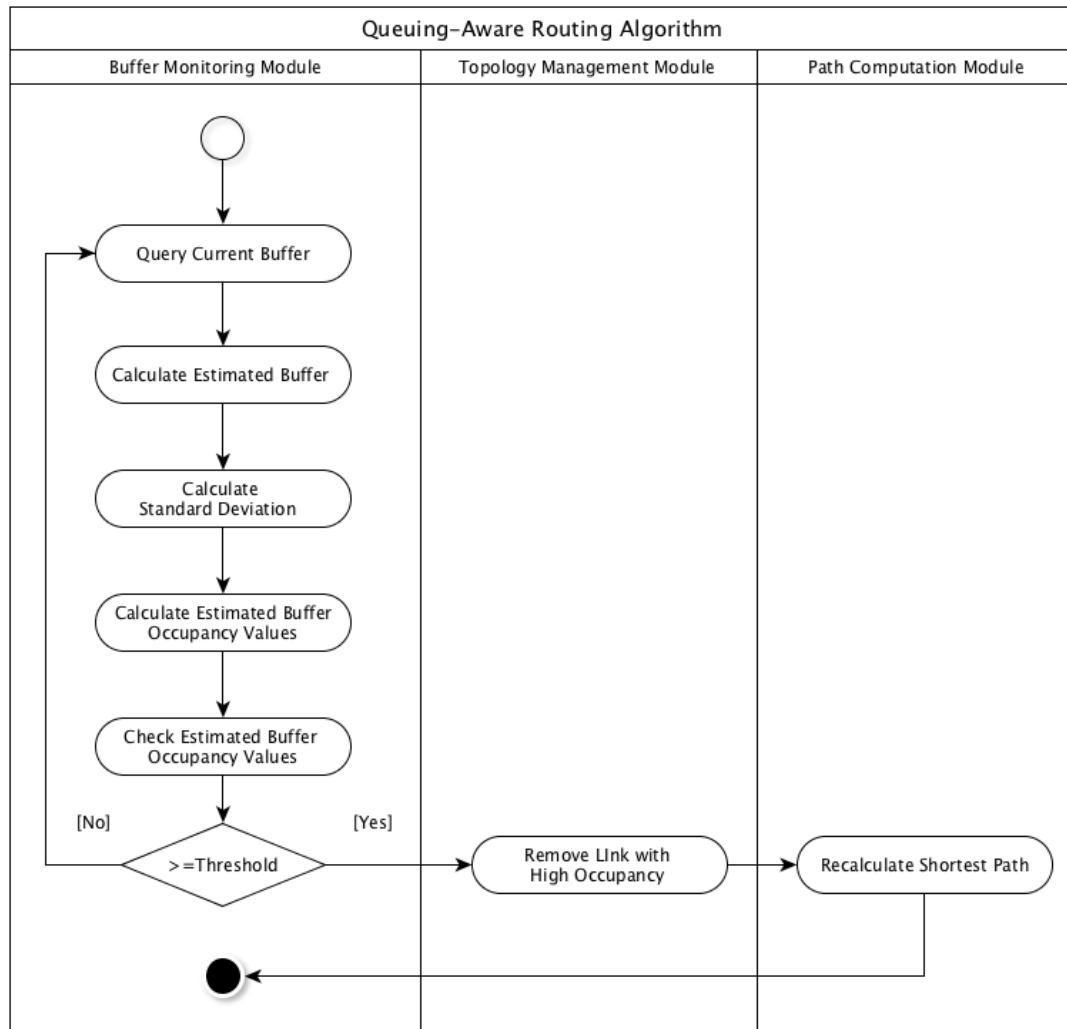 Queuing-Aware Routing Algorithm
Buffer Monitoring Module
Topology Management Module
Path Computation Module
Query Current Buffer
Calculate Estimated Buffer
Calculate
Standard Deviation
Calculate Estimated Buffer
Occupancy Values
Check Estimated Buffer
Occupancy Values
[No]
[Yes]
>=Threshold
Remove LInk with
High Occupancy
Recalculate Shortest Path